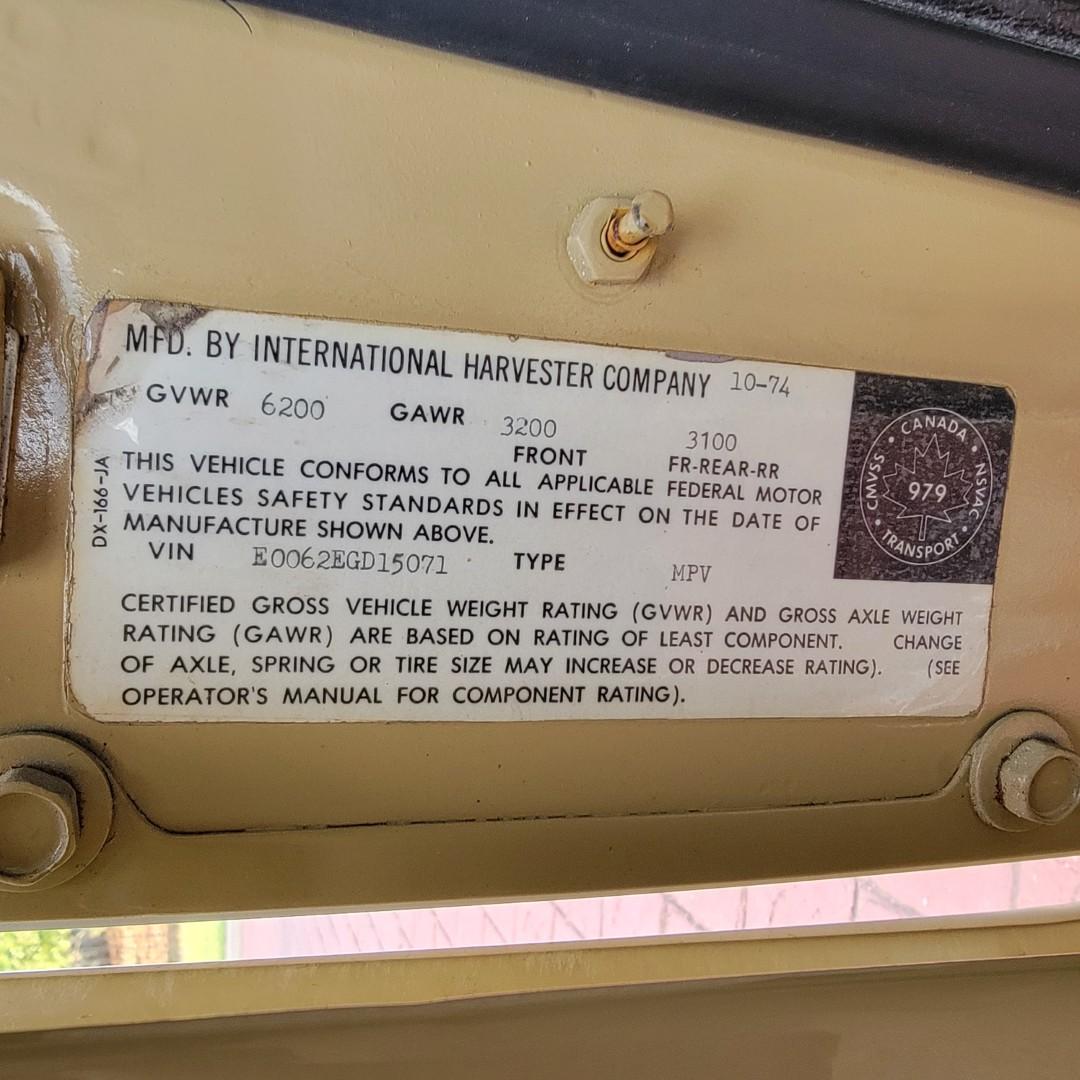 MFD. BY INTERNATIONAL HARVESTER COMPANY 10-74
GVWR 6200 GAWR 3200 3100
FRONT FR-REAR-RR
THIS VEHICLE CONFORMS TO ALL APPLICABLE FEDERAL MOTOR
VEHICLES SAFETY STANDARDS IN EFFECT ON THE DATE OF
MANUFACTURE SHOWN ABOVE.
VIN E0062EGD15071 TYPE MPV
CERTIFIED GROSS VEHICLE WEIGHT RATING (GVWR) AND GROSS AXLE WEIGHT
RATING (GAWR) ARE BASED ON RATING OF LEAST COMPONENT. CHANGE
OF AXLE, SPRING OR TIRE SIZE MAY INCREASE OR DECREASE RATING). (SEE
OPERATOR'S MANUAL FOR COMPONENT RATING).
DX-166-JA
CANADA
CMVSS • NSVAC
979
TRANSPORT